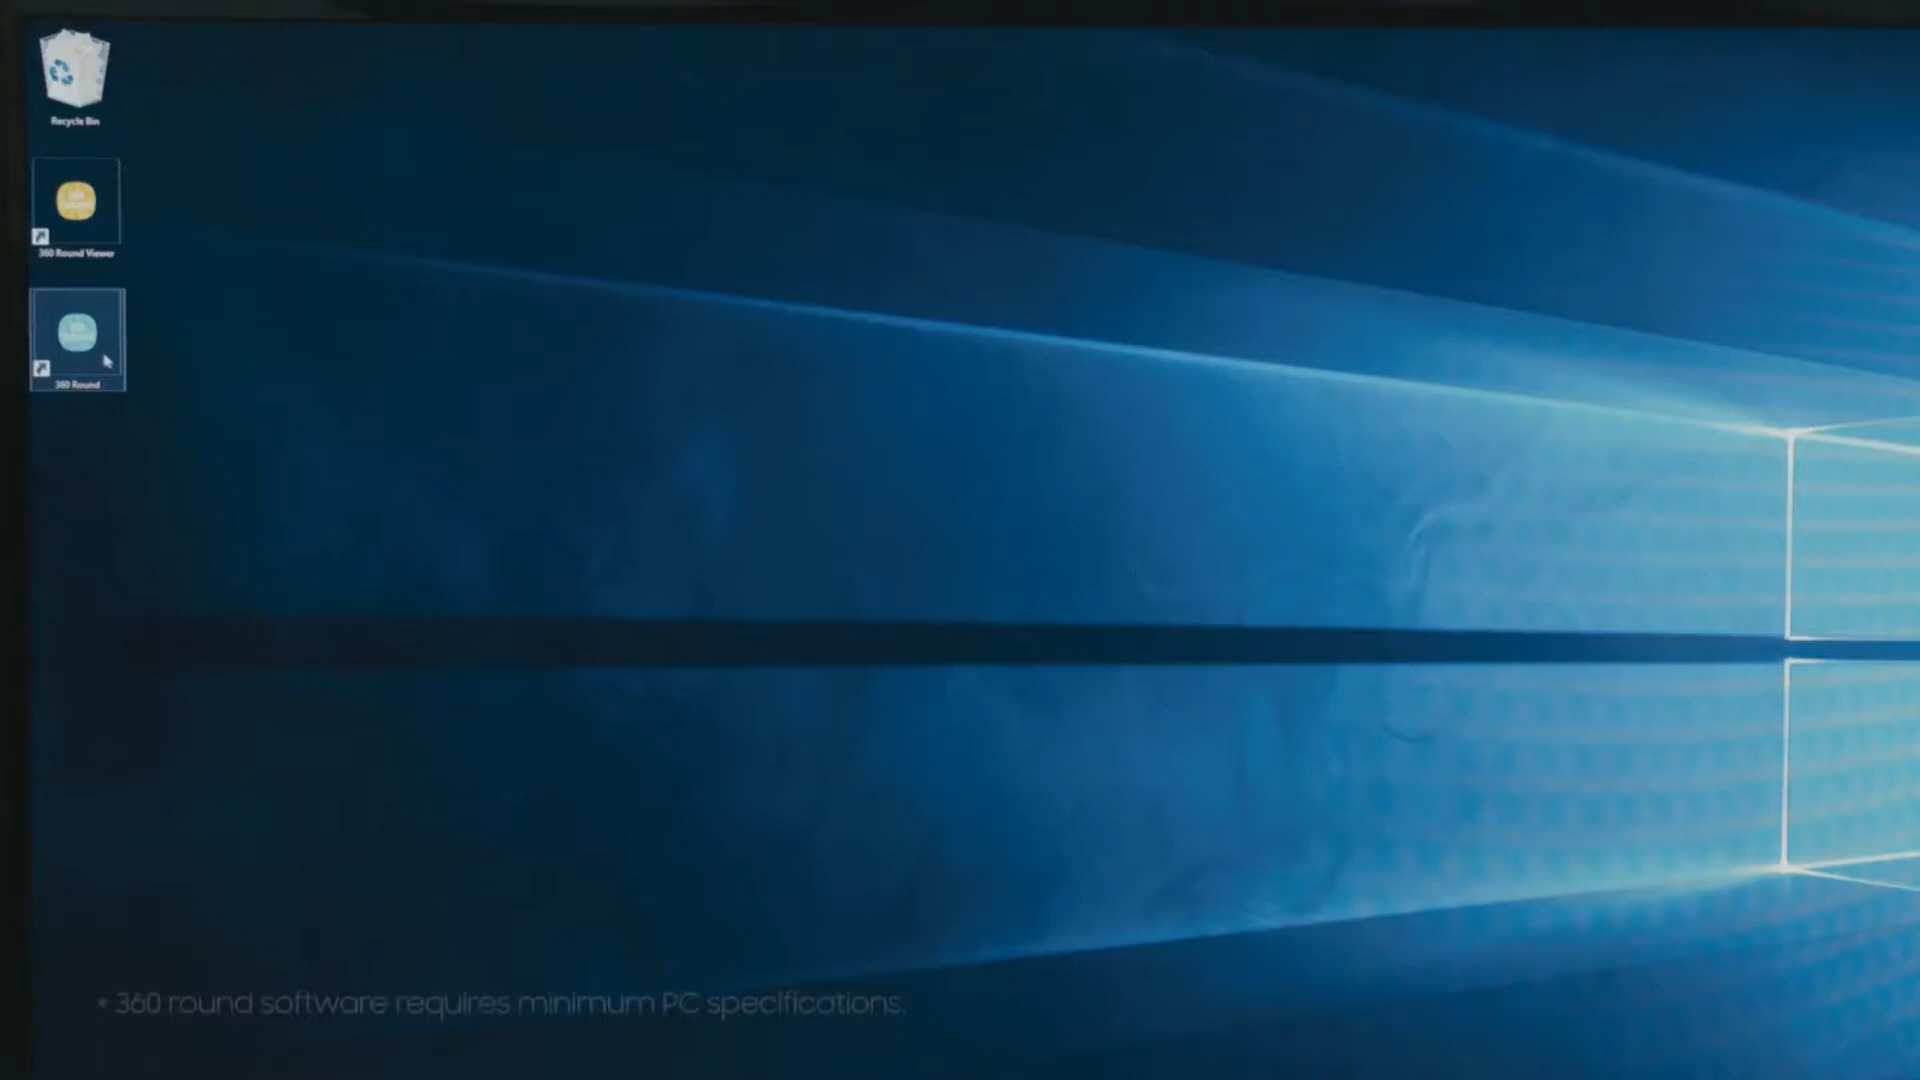 Recycle Bin
360 Round Viewer
360 Round
* 360 round software requires minimum PC specifications.